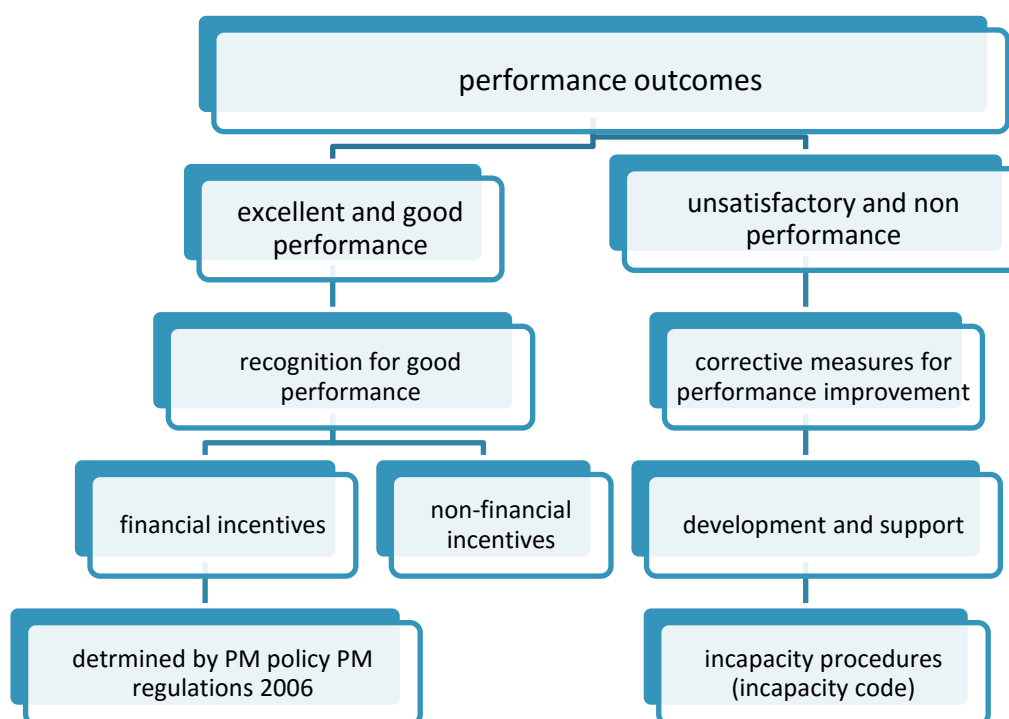 performance outcomes
excellent and good
performance
unsatisfactory and non
performance
recognition for good
performance
corrective measures for
performance improvement
financial incentives
non-financial
incentives
development and support
detrmined by PM policy PM
regulations 2006
incapacity procedures
(incapacity code)